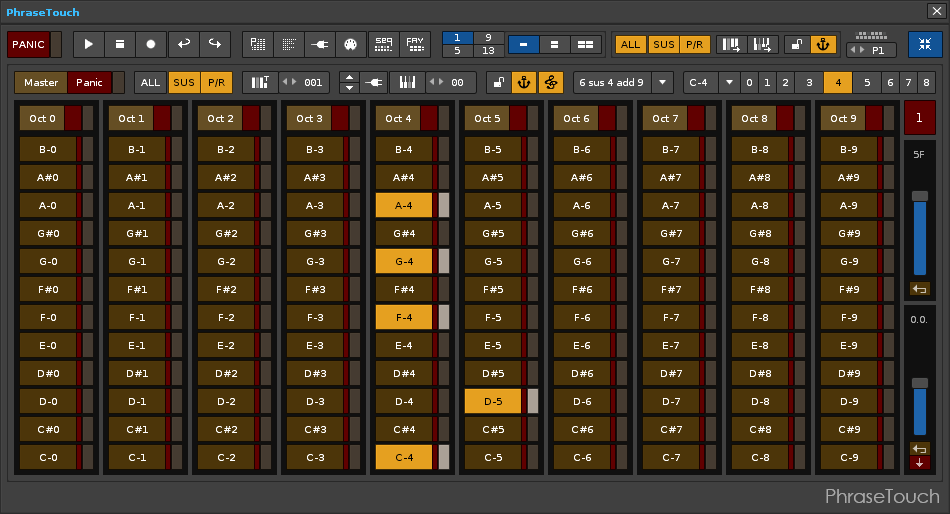 PhraseTouch
PANIC seq FAV 1 9 ALL SUS P/R P1
5 13
Master Panic ALL SUS P/R 001 00 6 sus 4 add 9 C-4 0 1 2 3 4 5 6 7 8
Oct 0 Oct 1 Oct 2 Oct 3 Oct 4 Oct 5 Oct 6 Oct 7 Oct 8 Oct 9 1
B-0 B-1 B-2 B-3 B-4 B-5 B-6 B-7 B-8 B-9 5F
A#0 A#1 A#2 A#3 A#4 A#5 A#6 A#7 A#8 A#9
A-0 A-1 A-2 A-3 A-4 A-5 A-6 A-7 A-8 A-9
G#0 G#1 G#2 G#3 G#4 G#5 G#6 G#7 G#8 G#9
G-0 G-1 G-2 G-3 G-4 G-5 G-6 G-7 G-8 G-9
F#0 F#1 F#2 F#3 F#4 F#5 F#6 F#7 F#8 F#9
F-0 F-1 F-2 F-3 F-4 F-5 F-6 F-7 F-8 F-9 0.0.
E-0 E-1 E-2 E-3 E-4 E-5 E-6 E-7 E-8 E-9
D#0 D#1 D#2 D#3 D#4 D#5 D#6 D#7 D#8 D#9
D-0 D-1 D-2 D-3 D-4 D-5 D-6 D-7 D-8 D-9
C#0 C#1 C#2 C#3 C#4 C#5 C#6 C#7 C#8 C#9
C-0 C-1 C-2 C-3 C-4 C-5 C-6 C-7 C-8 C-9
PhraseTouch